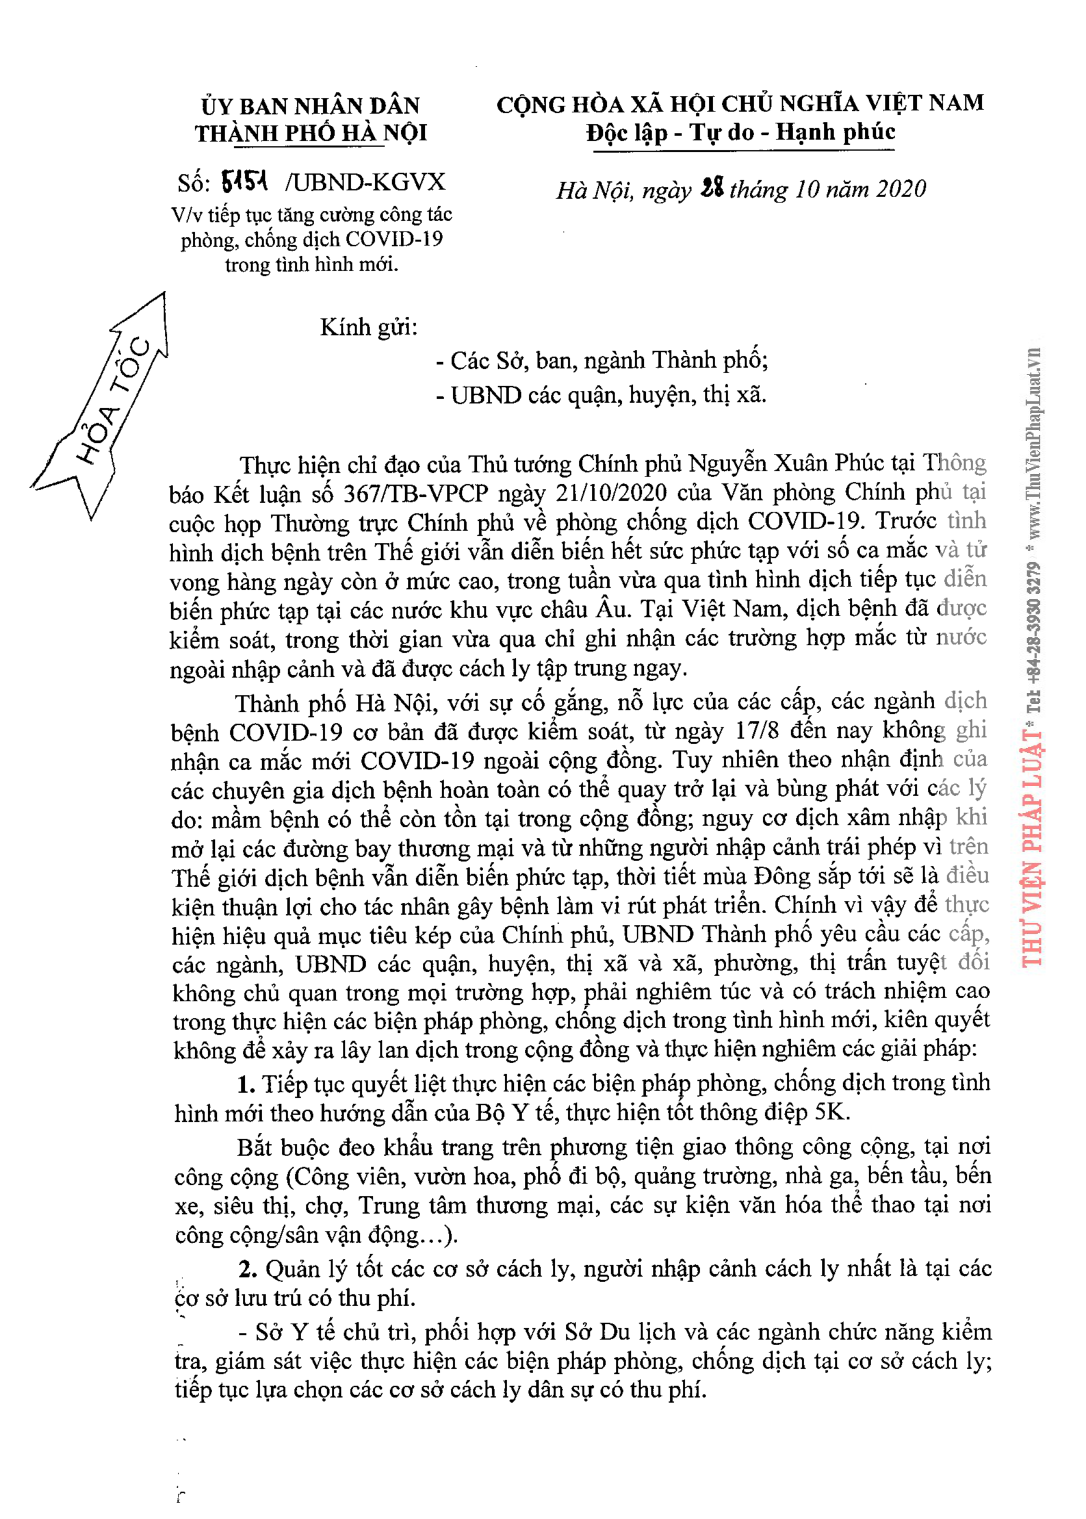 ỦY BAN NHÂN DÂN
THÀNH PHỐ HÀ NỘI
CỘNG HÒA XÃ HỘI CHỦ NGHĨA VIỆT NAM
Độc lập - Tự do - Hạnh phúc
Số: 5151 /UBND-KGVX
Hà Nội, ngày 28 tháng 10 năm 2020
V/v tiếp tục tăng cường công tác
phòng, chống dịch COVID-19
trong tình hình mới.
HỎA TỐC
Kính gửi:
- Các Sở, ban, ngành Thành phố;
- UBND các quận, huyện, thị xã.
Thực hiện chỉ đạo của Thủ tướng Chính phủ Nguyễn Xuân Phúc tại Thông
báo Kết luận số 367/TB-VPCP ngày 21/10/2020 của Văn phòng Chính phủ tại
cuộc họp Thường trực Chính phủ về phòng chống dịch COVID-19. Trước tình
hình dịch bệnh trên Thế giới vẫn diễn biến hết sức phức tạp với số ca mắc và tử
vong hàng ngày còn ở mức cao, trong tuần vừa qua tình hình dịch tiếp tục diễn
biến phức tạp tại các nước khu vực châu Âu. Tại Việt Nam, dịch bệnh đã được
kiểm soát, trong thời gian vừa qua chỉ ghi nhận các trường hợp mắc từ nước
ngoài nhập cảnh và đã được cách ly tập trung ngay.
Thành phố Hà Nội, với sự cố gắng, nỗ lực của các cấp, các ngành dịch
bệnh COVID-19 cơ bản đã được kiểm soát, từ ngày 17/8 đến nay không ghi
nhận ca mắc mới COVID-19 ngoài cộng đồng. Tuy nhiên theo nhận định của
các chuyên gia dịch bệnh hoàn toàn có thể quay trở lại và bùng phát với các lý
do: mầm bệnh có thể còn tồn tại trong cộng đồng; nguy cơ dịch xâm nhập khi
mở lại các đường bay thương mại và từ những người nhập cảnh trái phép vì trên
Thế giới dịch bệnh vẫn diễn biến phức tạp, thời tiết mùa Đông sắp tới sẽ là điều
kiện thuận lợi cho tác nhân gây bệnh làm vi rút phát triển. Chính vì vậy để thực
hiện hiệu quả mục tiêu kép của Chính phủ, UBND Thành phố yêu cầu các cấp,
các ngành, UBND các quận, huyện, thị xã và xã, phường, thị trấn tuyệt đối
không chủ quan trong mọi trường hợp, phải nghiêm túc và có trách nhiệm cao
trong thực hiện các biện pháp phòng, chống dịch trong tình hình mới, kiên quyết
không để xảy ra lây lan dịch trong cộng đồng và thực hiện nghiêm các giải pháp:
1. Tiếp tục quyết liệt thực hiện các biện pháp phòng, chống dịch trong tình
hình mới theo hướng dẫn của Bộ Y tế, thực hiện tốt thông điệp 5K.
Bắt buộc đeo khẩu trang trên phương tiện giao thông công cộng, tại nơi
công cộng (Công viên, vườn hoa, phố đi bộ, quảng trường, nhà ga, bến tầu, bến
xe, siêu thị, chợ, Trung tâm thương mại, các sự kiện văn hóa thể thao tại nơi
công cộng/sân vận động...).
2. Quản lý tốt các cơ sở cách ly, người nhập cảnh cách ly nhất là tại các
cơ sở lưu trú có thu phí.
- Sở Y tế chủ trì, phối hợp với Sở Du lịch và các ngành chức năng kiểm
tra, giám sát việc thực hiện các biện pháp phòng, chống dịch tại cơ sở cách ly;
tiếp tục lựa chọn các cơ sở cách ly dân sự có thu phí.
THƯ VIỆN PHÁP LUẬT * Tel: +84-28-3930 3279 * www.ThuVienPhapLuat.vn